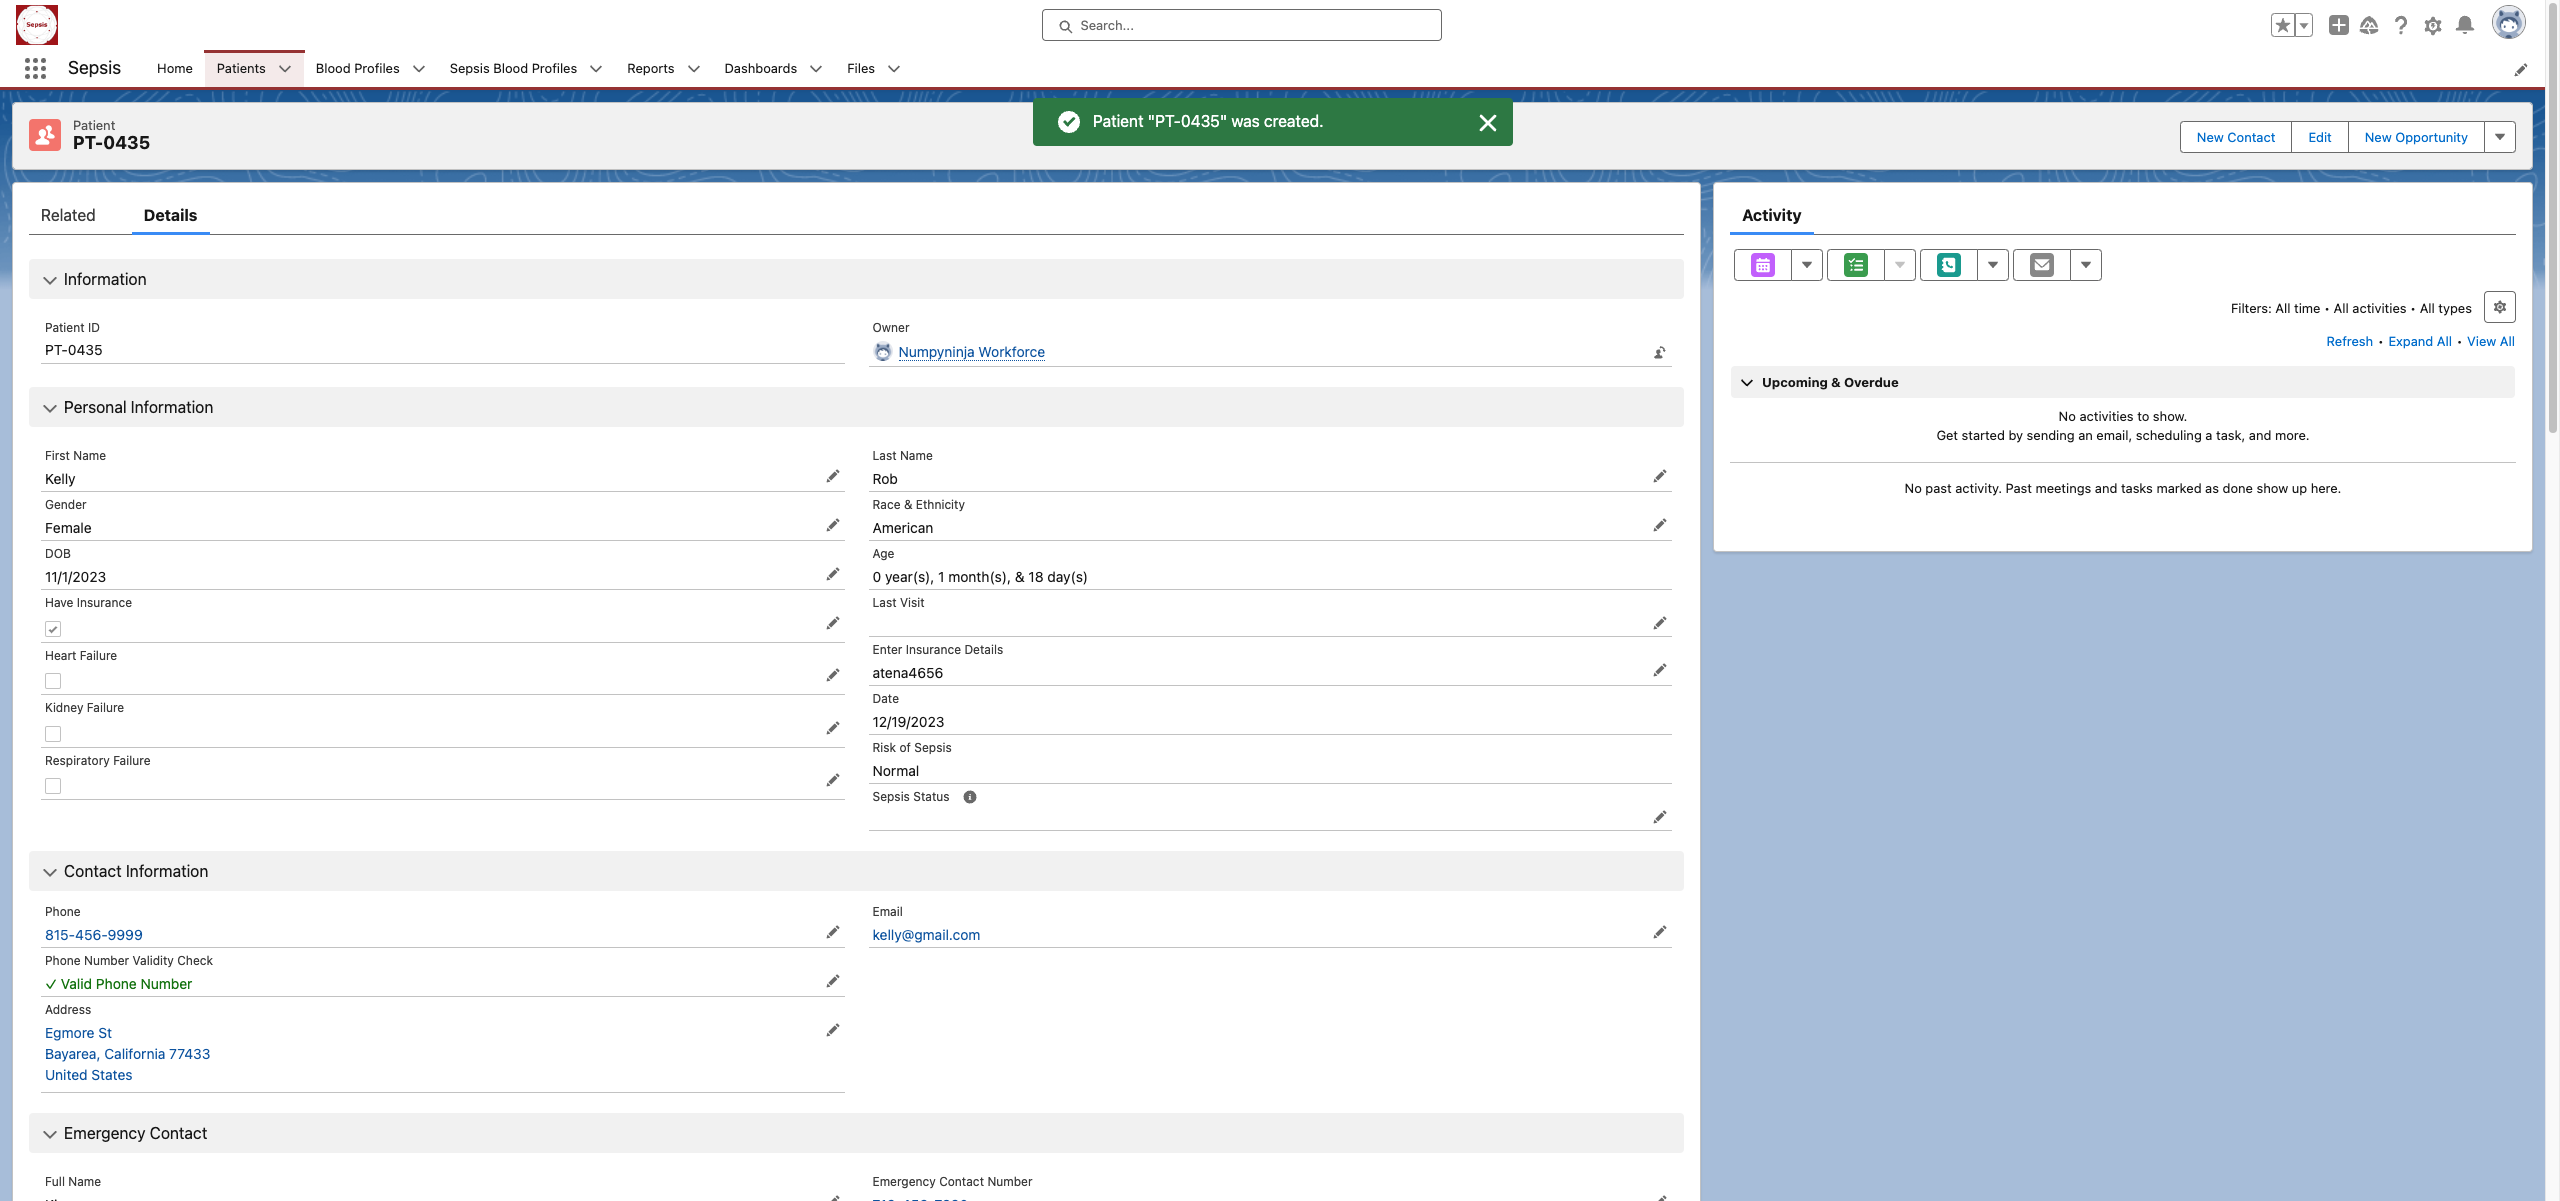 Sepsis
Search...
Sepsis
Home
Patients
Blood Profiles
Sepsis Blood Profiles
Reports
Dashboards
Files
Patient
PT-0435
Patient "PT-0435" was created.
New Contact
Edit
New Opportunity
Related
Details
Information
Patient ID
PT-0435
Owner
Numpyninja Workforce
Personal Information
First Name
Kelly
Last Name
Rob
Gender
Female
Race & Ethnicity
American
DOB
11/1/2023
Age
0 year(s), 1 month(s), & 18 day(s)
Have Insurance
Last Visit
Heart Failure
Enter Insurance Details
atena4656
Kidney Failure
Date
12/19/2023
Respiratory Failure
Risk of Sepsis
Normal
Sepsis Status
Contact Information
Phone
815-456-9999
Email
kelly@gmail.com
Phone Number Validity Check
✓ Valid Phone Number
Address
Egmore St
Bayarea, California 77433
United States
Emergency Contact
Full Name
Emergency Contact Number
Activity
Filters: All time • All activities • All types
Refresh • Expand All • View All
Upcoming & Overdue
No activities to show.
Get started by sending an email, scheduling a task, and more.
No past activity. Past meetings and tasks marked as done show up here.